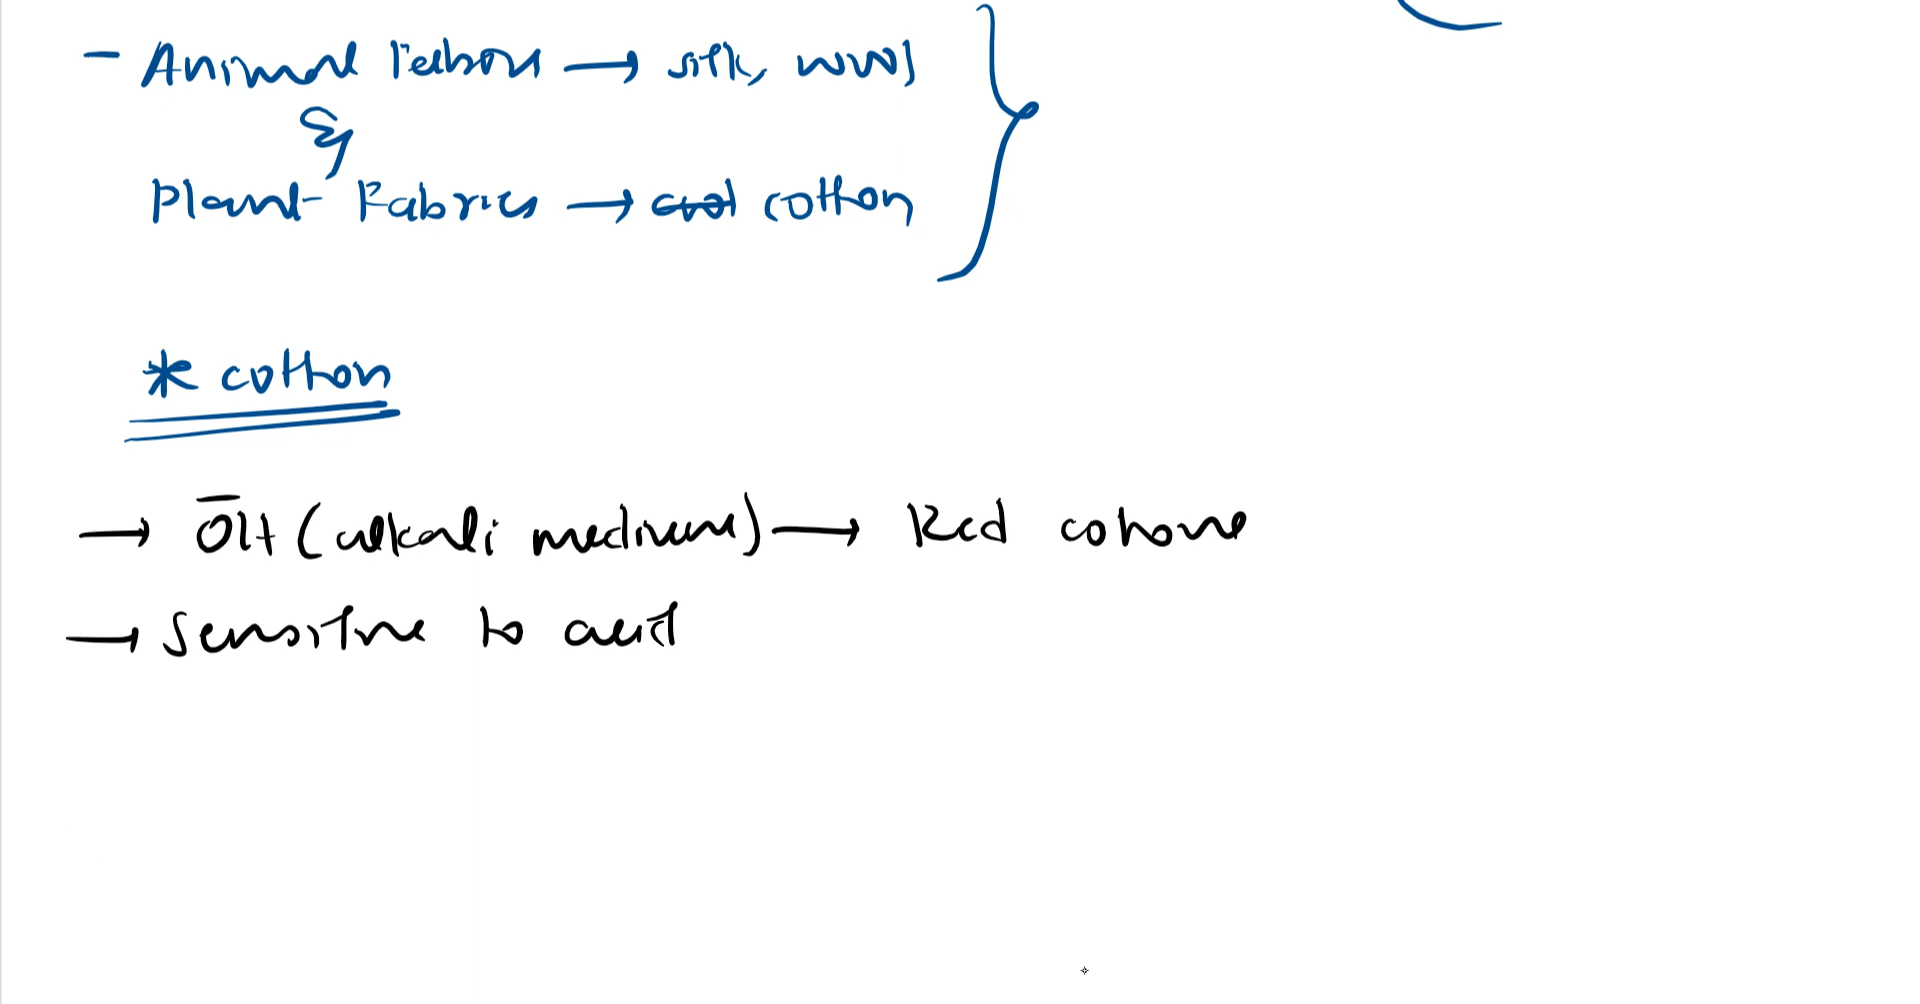 - Animal Fabrics → silk, wool
&
Plant Fabrics → cotton
* cotton
→ OH (alkali medium) → Red colour
→ Sensitive to acid